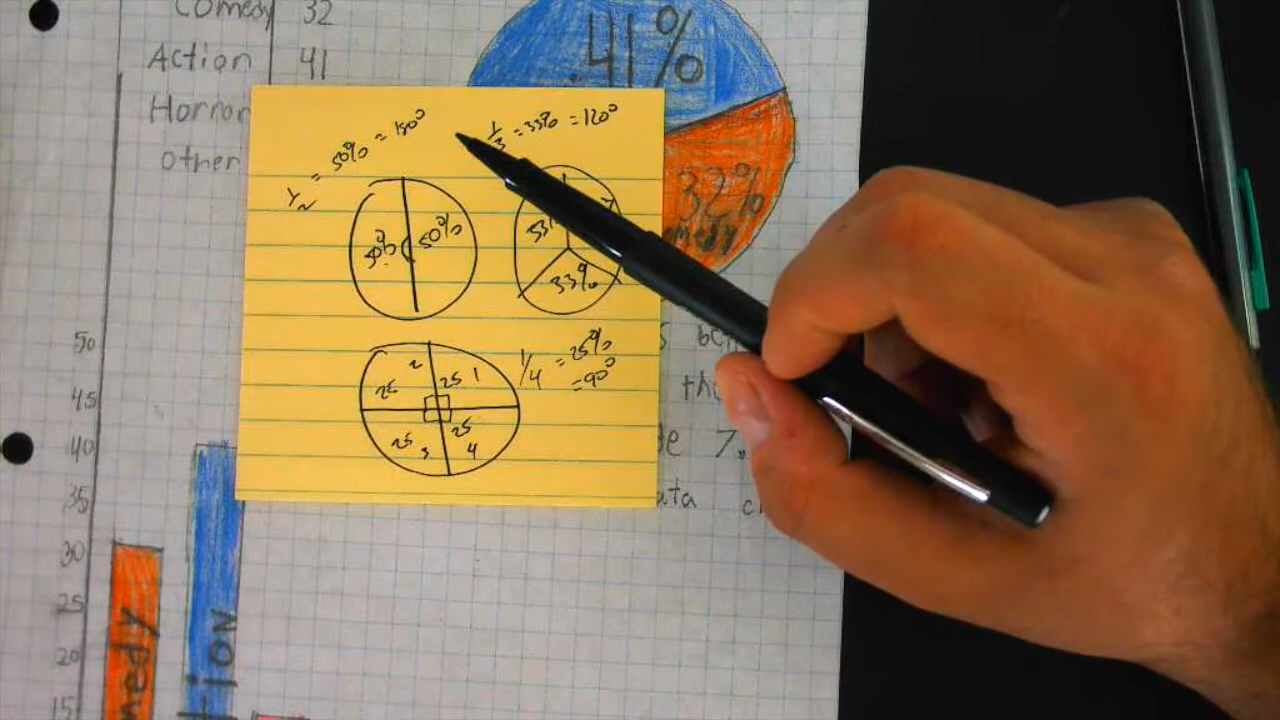 Comedy 32
Action 41
Horror
Other
.41%
32%
1/2 = 50% = 180°
1/3 = 33% = 120°
50% 50%
33%
33%
1/4 = 25%
= 90°
25 2
25 1
25 3
25 4
50
45
40
35
30
25
20
15
7.